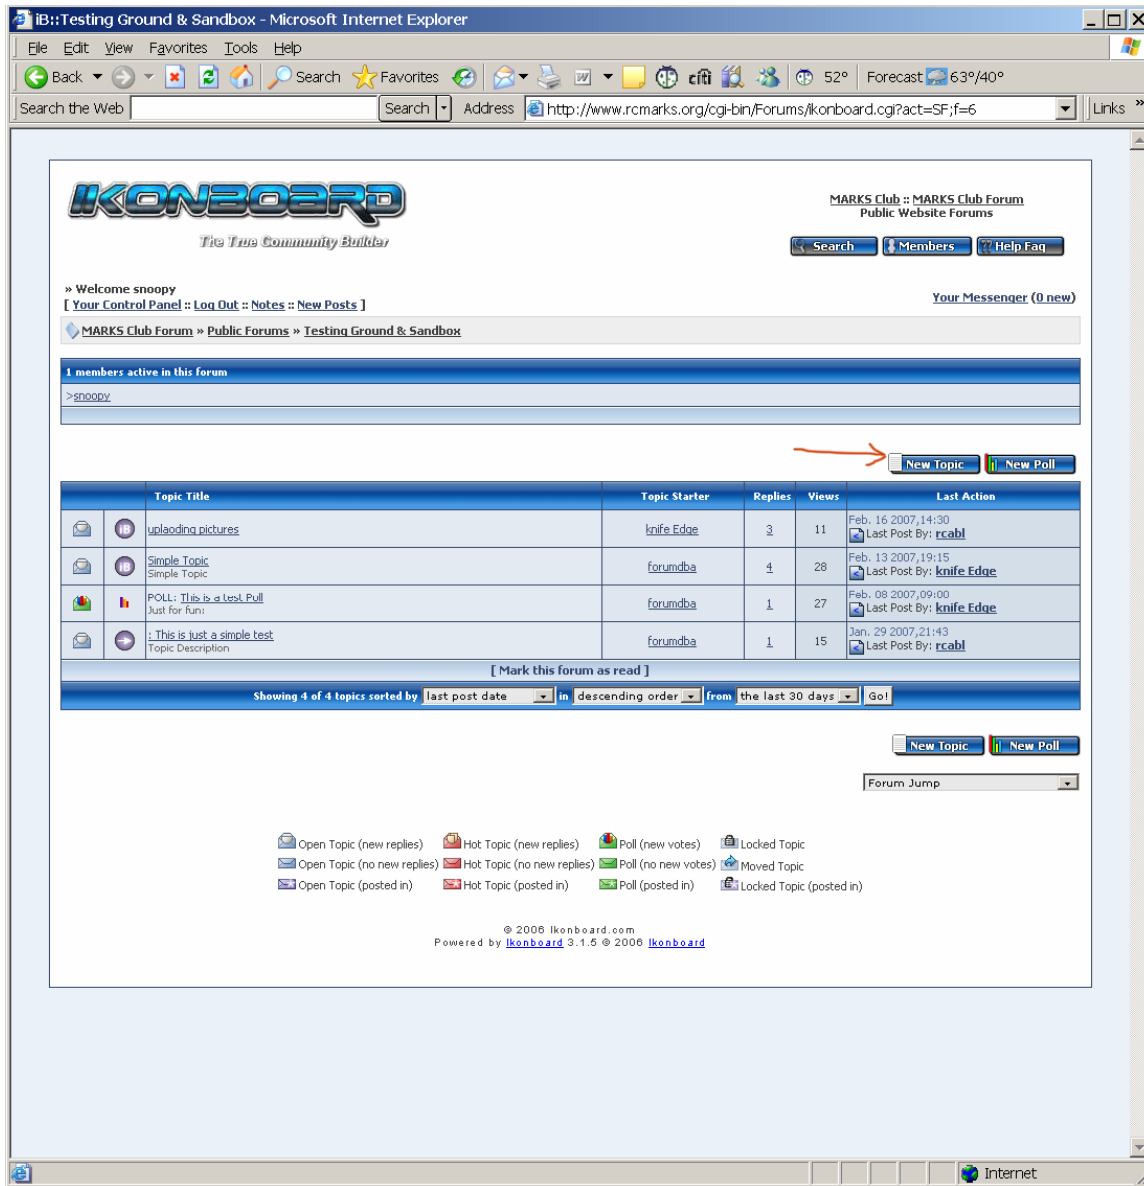 iB::Testing Ground & Sandbox - Microsoft Internet Explorer
File Edit View Favorites Tools Help
Back Search Favorites citi 52° Forecast 63°/40°
Search the Web Search Address http://www.rcmarks.org/cgi-bin/Forums/ikonboard.cgi?act=SF;f=6 Links »
IKONBOARD
The True Community Builder
MARKS Club :: MARKS Club Forum
Public Website Forums
Search Members Help Faq
» Welcome snoopy
[ Your Control Panel :: Log Out :: Notes :: New Posts ]
Your Messenger (0 new)
MARKS Club Forum » Public Forums » Testing Ground & Sandbox
1 members active in this forum
>snoopy
New Topic New Poll
Topic Title Topic Starter Replies Views Last Action
iB uplaoding pictures knife Edge 3 11 Feb. 16 2007,14:30
Last Post By: rcabl
iB Simple Topic forumdba 4 28 Feb. 13 2007,19:15
Simple Topic Last Post By: knife Edge
POLL: This is a test Poll forumdba 1 27 Feb. 08 2007,09:00
Just for fun: Last Post By: knife Edge
: This is just a simple test forumdba 1 15 Jan. 29 2007,21:43
Topic Description Last Post By: rcabl
[ Mark this forum as read ]
Showing 4 of 4 topics sorted by last post date in descending order from the last 30 days Go!
New Topic New Poll
Forum Jump
Open Topic (new replies) Hot Topic (new replies) Poll (new votes) Locked Topic
Open Topic (no new replies) Hot Topic (no new replies) Poll (no new votes) Moved Topic
Open Topic (posted in) Hot Topic (posted in) Poll (posted in) Locked Topic (posted in)
© 2006 Ikonboard.com
Powered by Ikonboard 3.1.5 © 2006 Ikonboard
Internet